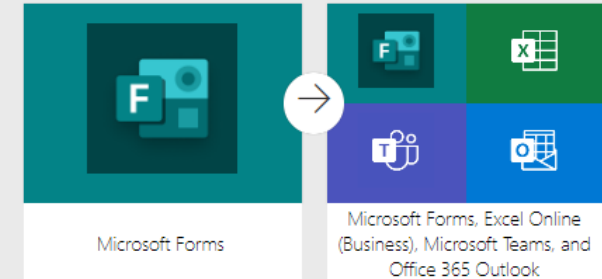 F
F
X
T
O
Microsoft Forms
Microsoft Forms, Excel Online
(Business), Microsoft Teams, and
Office 365 Outlook